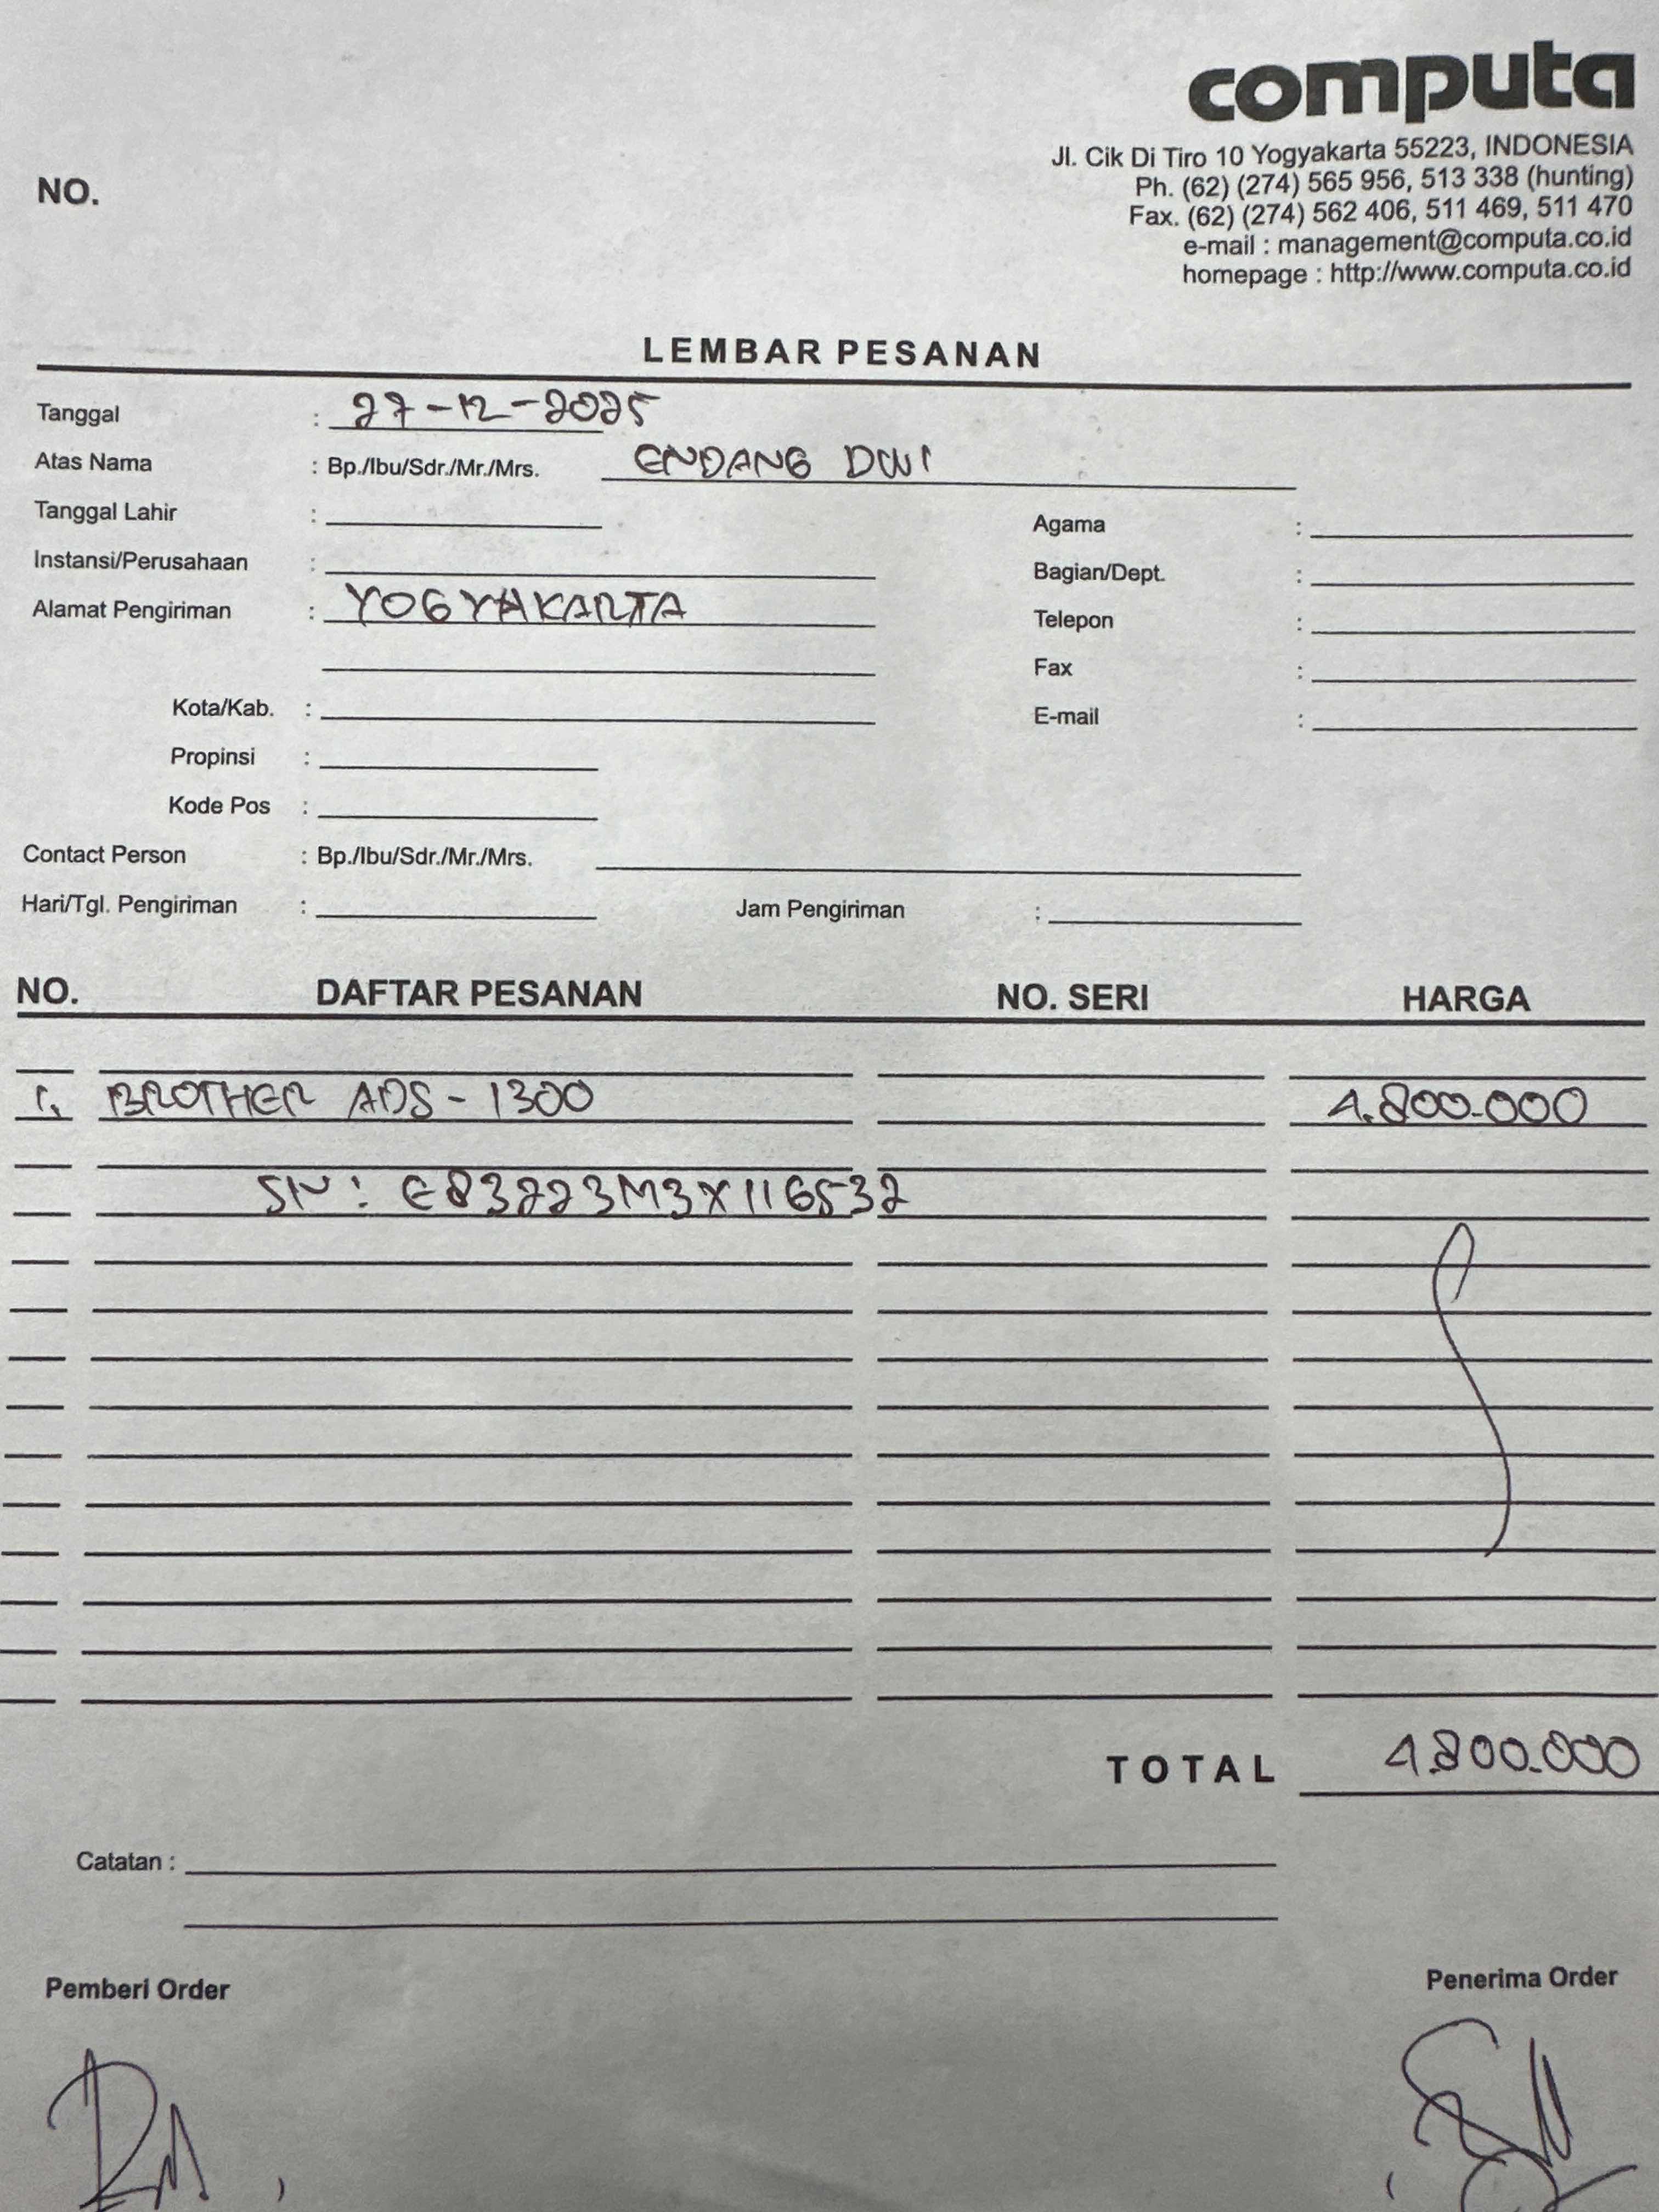 computa
Jl. Cik Di Tiro 10 Yogyakarta 55223, INDONESIA
NO.
Ph. (62) (274) 565 956, 513 338 (hunting)
Fax. (62) (274) 562 406, 511 469, 511 470
e-mail : management@computa.co.id
homepage : http://www.computa.co.id
LEMBAR PESANAN
Tanggal : 27-12-2025
Atas Nama : Bp./Ibu/Sdr./Mr./Mrs. ENDANG DWI
Tanggal Lahir : Agama :
Instansi/Perusahaan : Bagian/Dept. :
Alamat Pengiriman : YOGYAKARTA Telepon :
Fax :
Kota/Kab. : E-mail :
Propinsi :
Kode Pos :
Contact Person : Bp./Ibu/Sdr./Mr./Mrs.
Hari/Tgl. Pengiriman : Jam Pengiriman :
NO. DAFTAR PESANAN NO. SERI HARGA
1. BROTHER ADS-1300 4.800.000
SN: E83223M3X116532
TOTAL 4.800.000
Catatan :
Pemberi Order Penerima Order